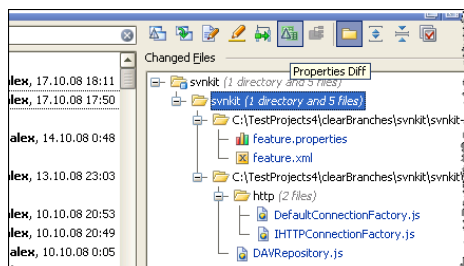 Changed Files
Properties Diff
alex, 17.10.08 18:11
alex, 17.10.08 17:50
alex, 14.10.08 0:48
alex, 13.10.08 23:03
alex, 10.10.08 20:53
alex, 10.10.08 20:49
alex, 10.10.08 0:05
svnkit (1 directory and 5 files)
svnkit (1 directory and 5 files)
C:\TestProjects4\clearBranches\svnkit\svnkit-
feature.properties
feature.xml
C:\TestProjects4\clearBranches\svnkit\svnkit
http (2 files)
DefaultConnectionFactory.js
IHTTPConnectionFactory.js
DAVRepository.js